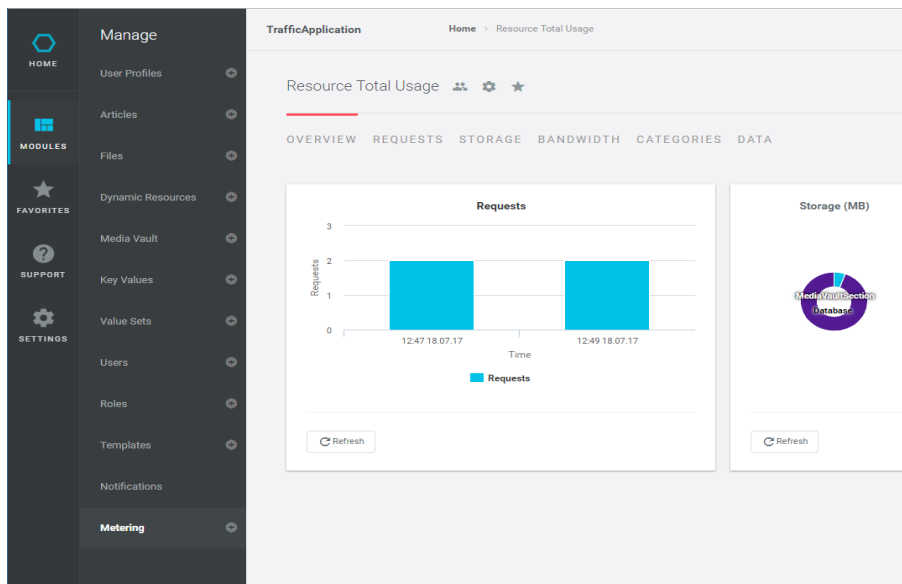 HOME
MODULES
FAVORITES
SUPPORT
SETTINGS
Manage
User Profiles
Articles
Files
Dynamic Resources
Media Vault
Key Values
Value Sets
Users
Roles
Templates
Notifications
Metering
TrafficApplication
Home > Resource Total Usage
Resource Total Usage
OVERVIEW REQUESTS STORAGE BANDWIDTH CATEGORIES DATA
Requests
3
2
1
0
Requests
12:47 18.07.17 12:49 18.07.17
Time
Requests
Refresh
Storage (MB)
MediaVaultSection
Database
Refresh